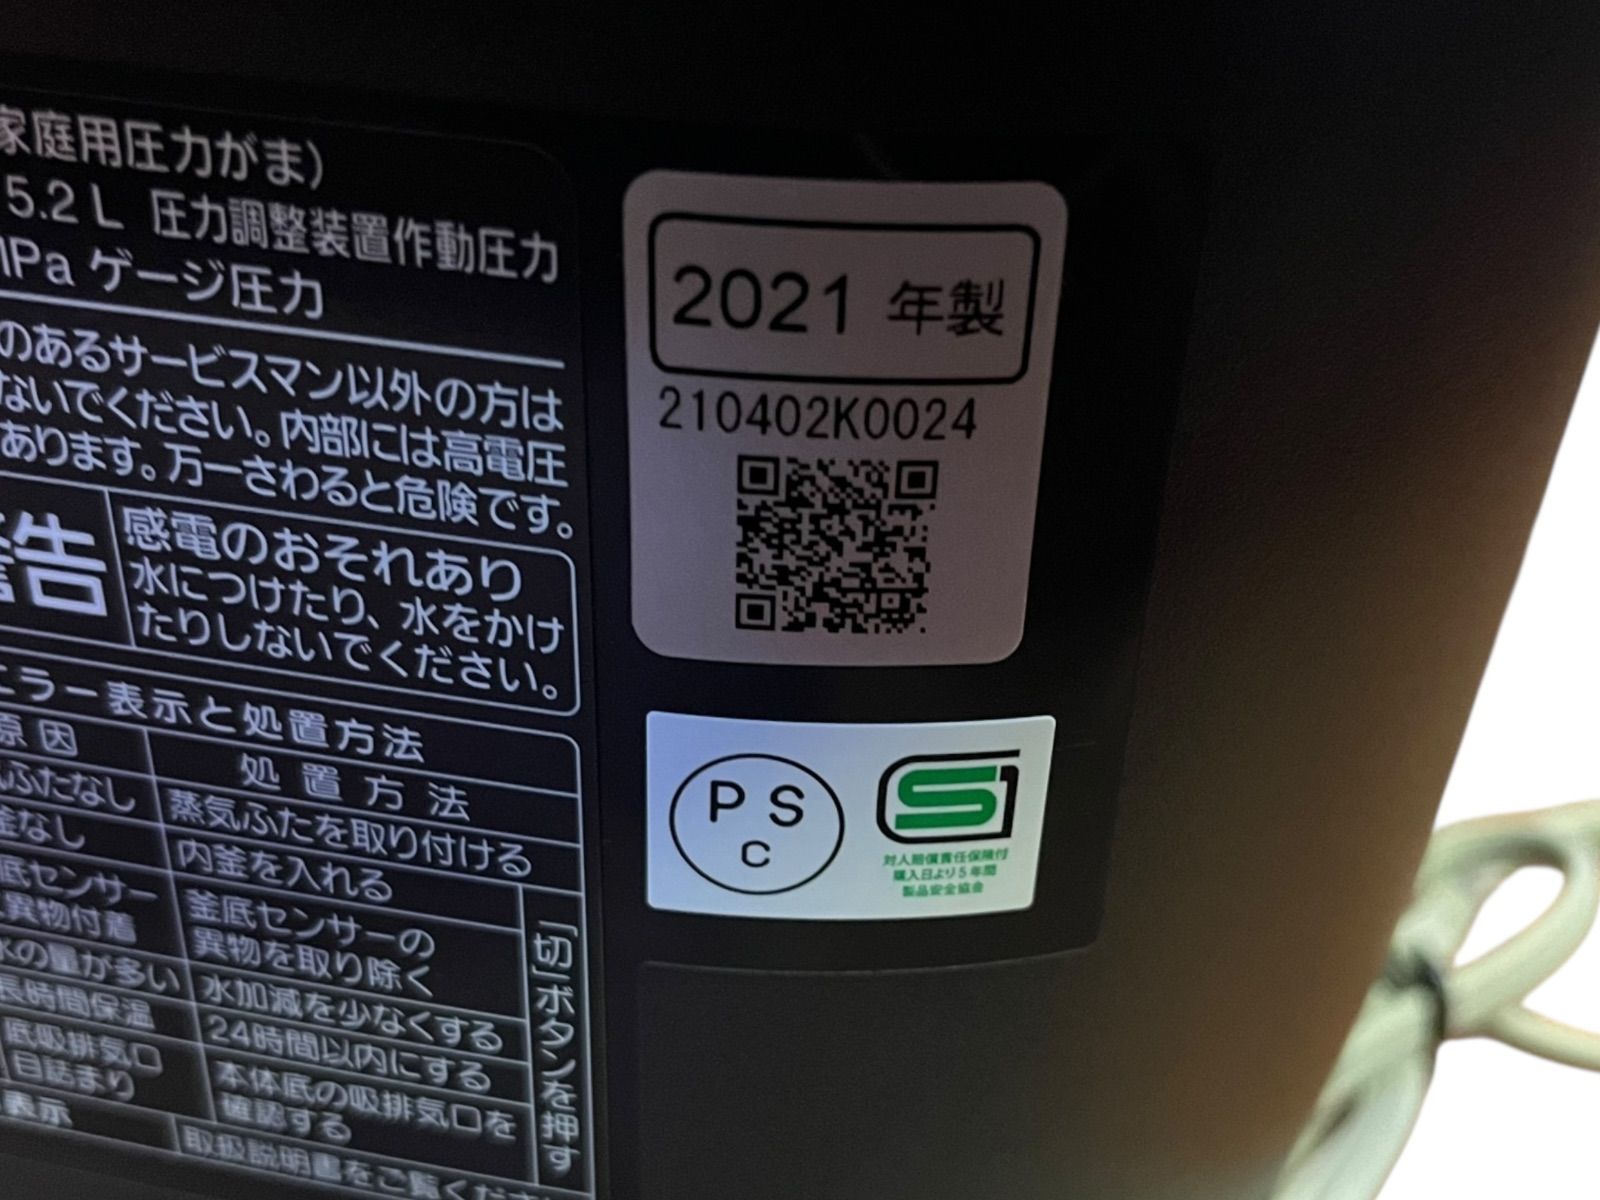 家庭用圧力がま）
5.2 L 圧力調整装置作動圧力
MPa ゲージ圧力
のあるサービスマン以外の方は
ないでください。内部には高電圧
あります。万一さわると危険です。
警告
感電のおそれあり
水につけたり、水をかけ
たりしないでください。
エラー表示と処置方法
原因
処置方法
ふたなし
蒸気ふたを取り付ける
釜なし
内釜を入れる
底センサー
異物付着
釜底センサーの
異物を取り除く
水の量が多い
水加減を少なくする
長時間保温
24時間以内にする
底吸排気口
目詰まり
本体底の吸排気口を
確認する
「切」ボタンを押す
表示
取扱説明書をご覧ください
2021 年製
210402K0024
P S
C
S
対人賠償責任保険付
購入日より5年間
製品安全協会